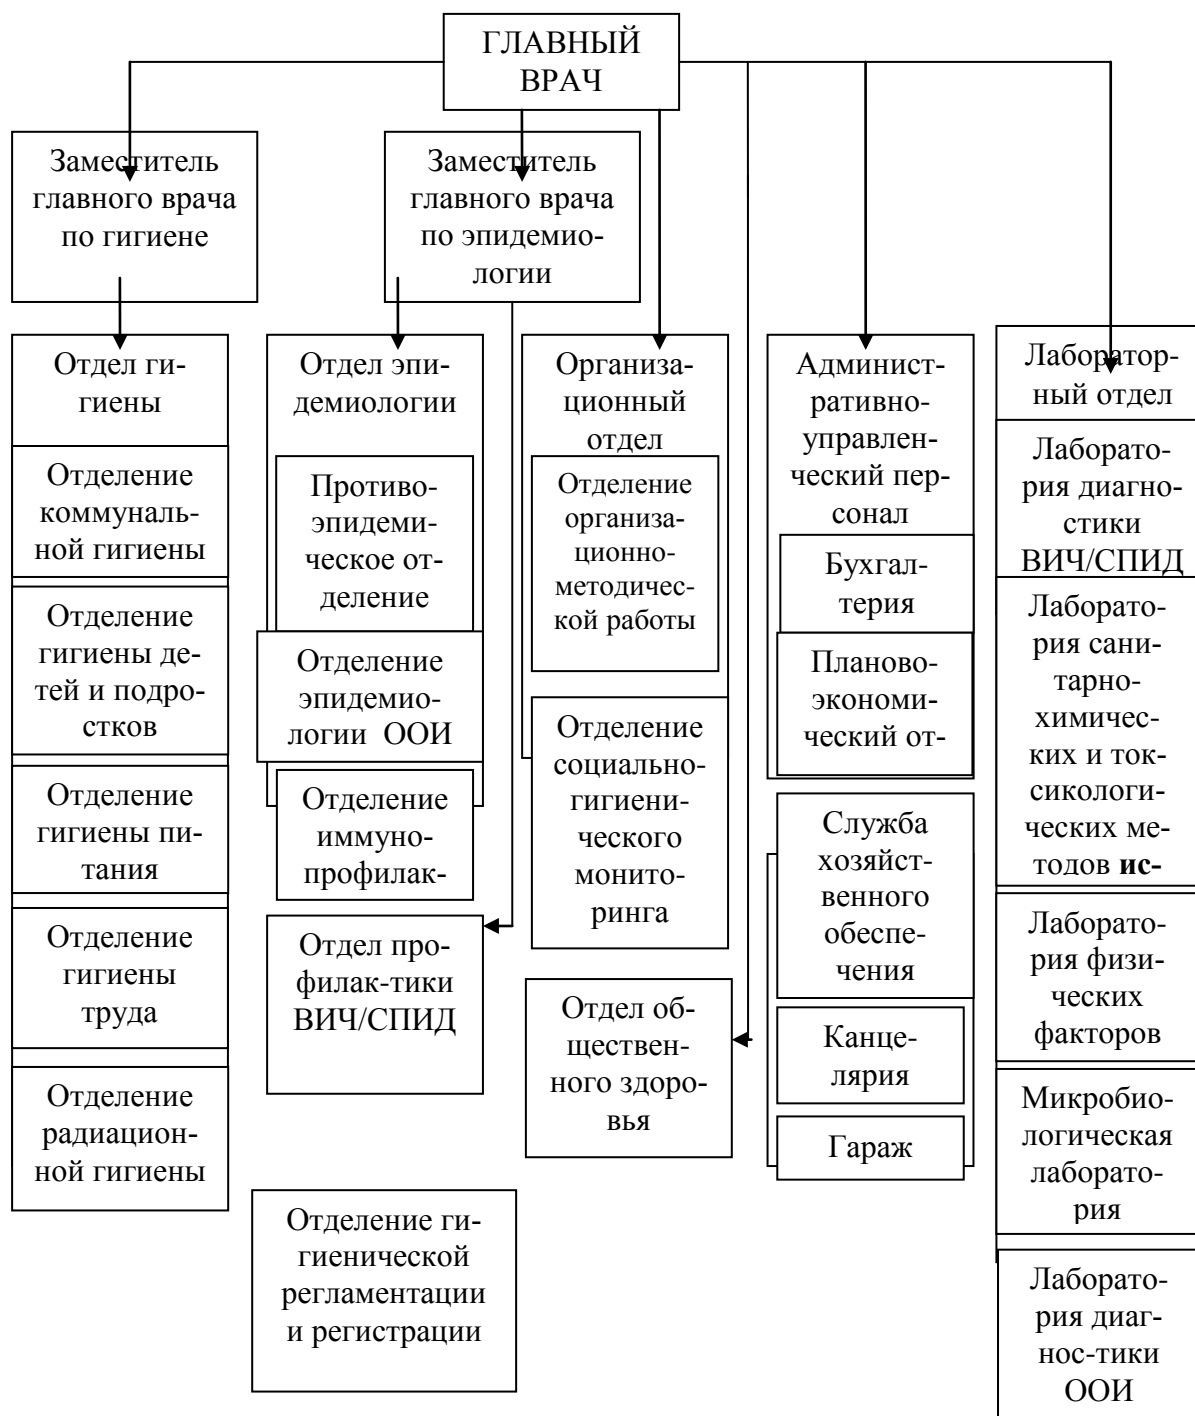 ГЛАВНЫЙ
ВРАЧ
Заместитель
главного врача
по гигиене
Заместитель
главного врача
по эпидемио-
логии
Отдел ги-
гиены
Отделение
коммуналь-
ной гигиены
Отделение
гигиены де-
тей и подро-
стков
Отделение
гигиены пи-
тания
Отделение
гигиены
труда
Отделение
радиацион-
ной гигиены
Отдел эпи-
демиологии
Противо-
эпидеми-
ческое от-
деление
Отделение
эпидемио-
логии ООИ
Отделение
иммуно-
профилак-
Отдел про-
филак-тики
ВИЧ/СПИД
Отделение ги-
гиенической
регламентации
и регистрации
Организа-
ционный
отдел
Отделение
организа-
ционно-
методичес-
кой работы
Отделение
социально-
гигиени-
ческого
монито-
ринга
Отдел об-
ществен-
ного здоро-
вья
Админист-
ративно-
управлен-
ческий пер-
сонал
Бухгал-
терия
Планово-
экономи-
ческий от-
Служба
хозяйст-
венного
обеспе-
чения
Канце-
лярия
Гараж
Лаборатор-
ный отдел
Лаборато-
рия диагно-
стики
ВИЧ/СПИД
Лаборато-
рия сани-
тарно-
химичес-
ких и ток-
сикологи-
ческих ме-
тодов ис-
Лаборато-
рия физи-
ческих
факторов
Микробио-
логическая
лаборато-
рия
Лаборато-
рия диаг-
нос-тики
ООИ